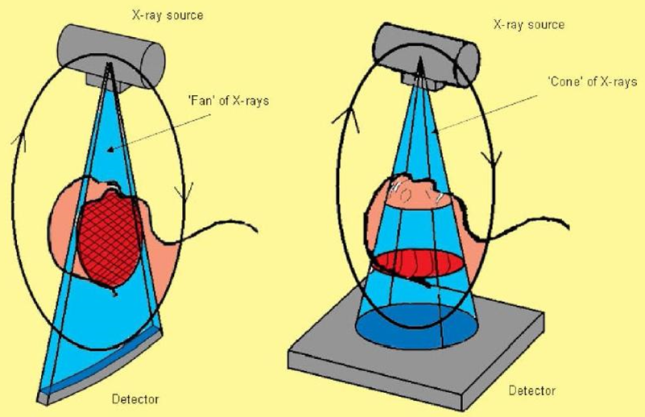 X-ray source
'Fan' of X-rays
Detector
X-ray source
'Cone' of X-rays
Detector